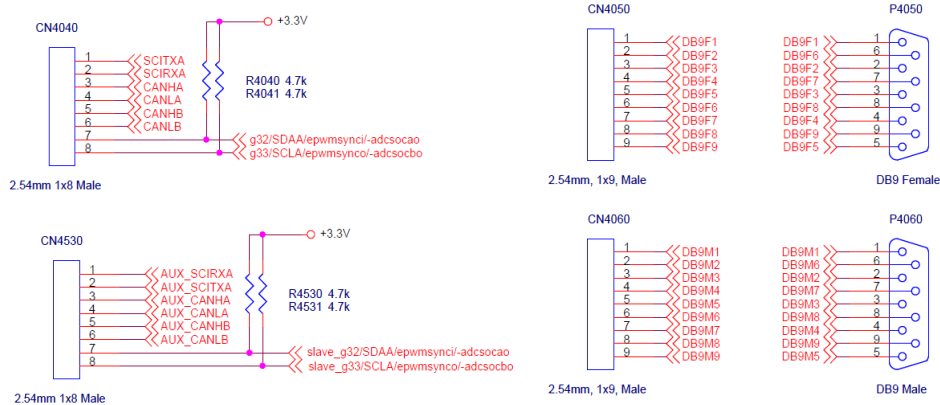 CN4040
+3.3V
1 SCITXA
2 SCIRXA
3 CANHA
4 CANLA
5 CANHB
6 CANLB
7
8
R4040 4.7k
R4041 4.7k
g32/SDAA/epwmsynci/-adcsocao
g33/SCLA/epwmsynco/-adcsocbo
2.54mm 1x8 Male
CN4050
1 DB9F1
2 DB9F2
3 DB9F3
4 DB9F4
5 DB9F5
6 DB9F6
7 DB9F7
8 DB9F8
9 DB9F9
2.54mm, 1x9, Male
P4050
DB9F1 1
DB9F6 6
DB9F2 2
DB9F7 7
DB9F3 3
DB9F8 8
DB9F4 4
DB9F9 9
DB9F5 5
DB9 Female
CN4530
+3.3V
1 AUX_SCIRXA
2 AUX_SCITXA
3 AUX_CANHA
4 AUX_CANLA
5 AUX_CANHB
6 AUX_CANLB
7
8
R4530 4.7k
R4531 4.7k
slave_g32/SDAA/epwmsynci/-adcsocao
slave_g33/SCLA/epwmsynco/-adcsocbo
2.54mm 1x8 Male
CN4060
1 DB9M1
2 DB9M2
3 DB9M3
4 DB9M4
5 DB9M5
6 DB9M6
7 DB9M7
8 DB9M8
9 DB9M9
2.54mm, 1x9, Male
P4060
DB9M1 1
DB9M6 6
DB9M2 2
DB9M7 7
DB9M3 3
DB9M8 8
DB9M4 4
DB9M9 9
DB9M5 5
DB9 Male